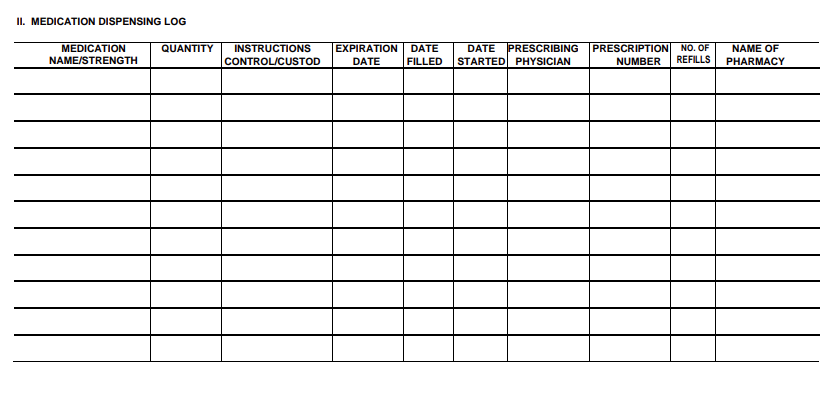 II. MEDICATION DISPENSING LOG
MEDICATION QUANTITY INSTRUCTIONS EXPIRATION DATE DATE PRESCRIBING PRESCRIPTION NO. OF NAME OF
NAME/STRENGTH CONTROL/CUSTOD DATE FILLED STARTED PHYSICIAN NUMBER REFILLS PHARMACY